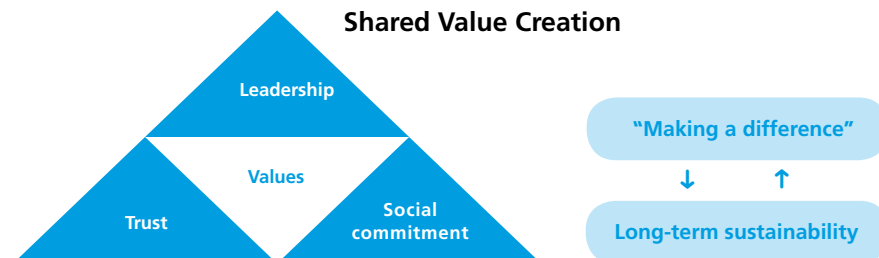 Shared Value Creation
Leadership
Values
Trust
Social
commitment
"Making a difference"
↓ ↑
Long-term sustainability